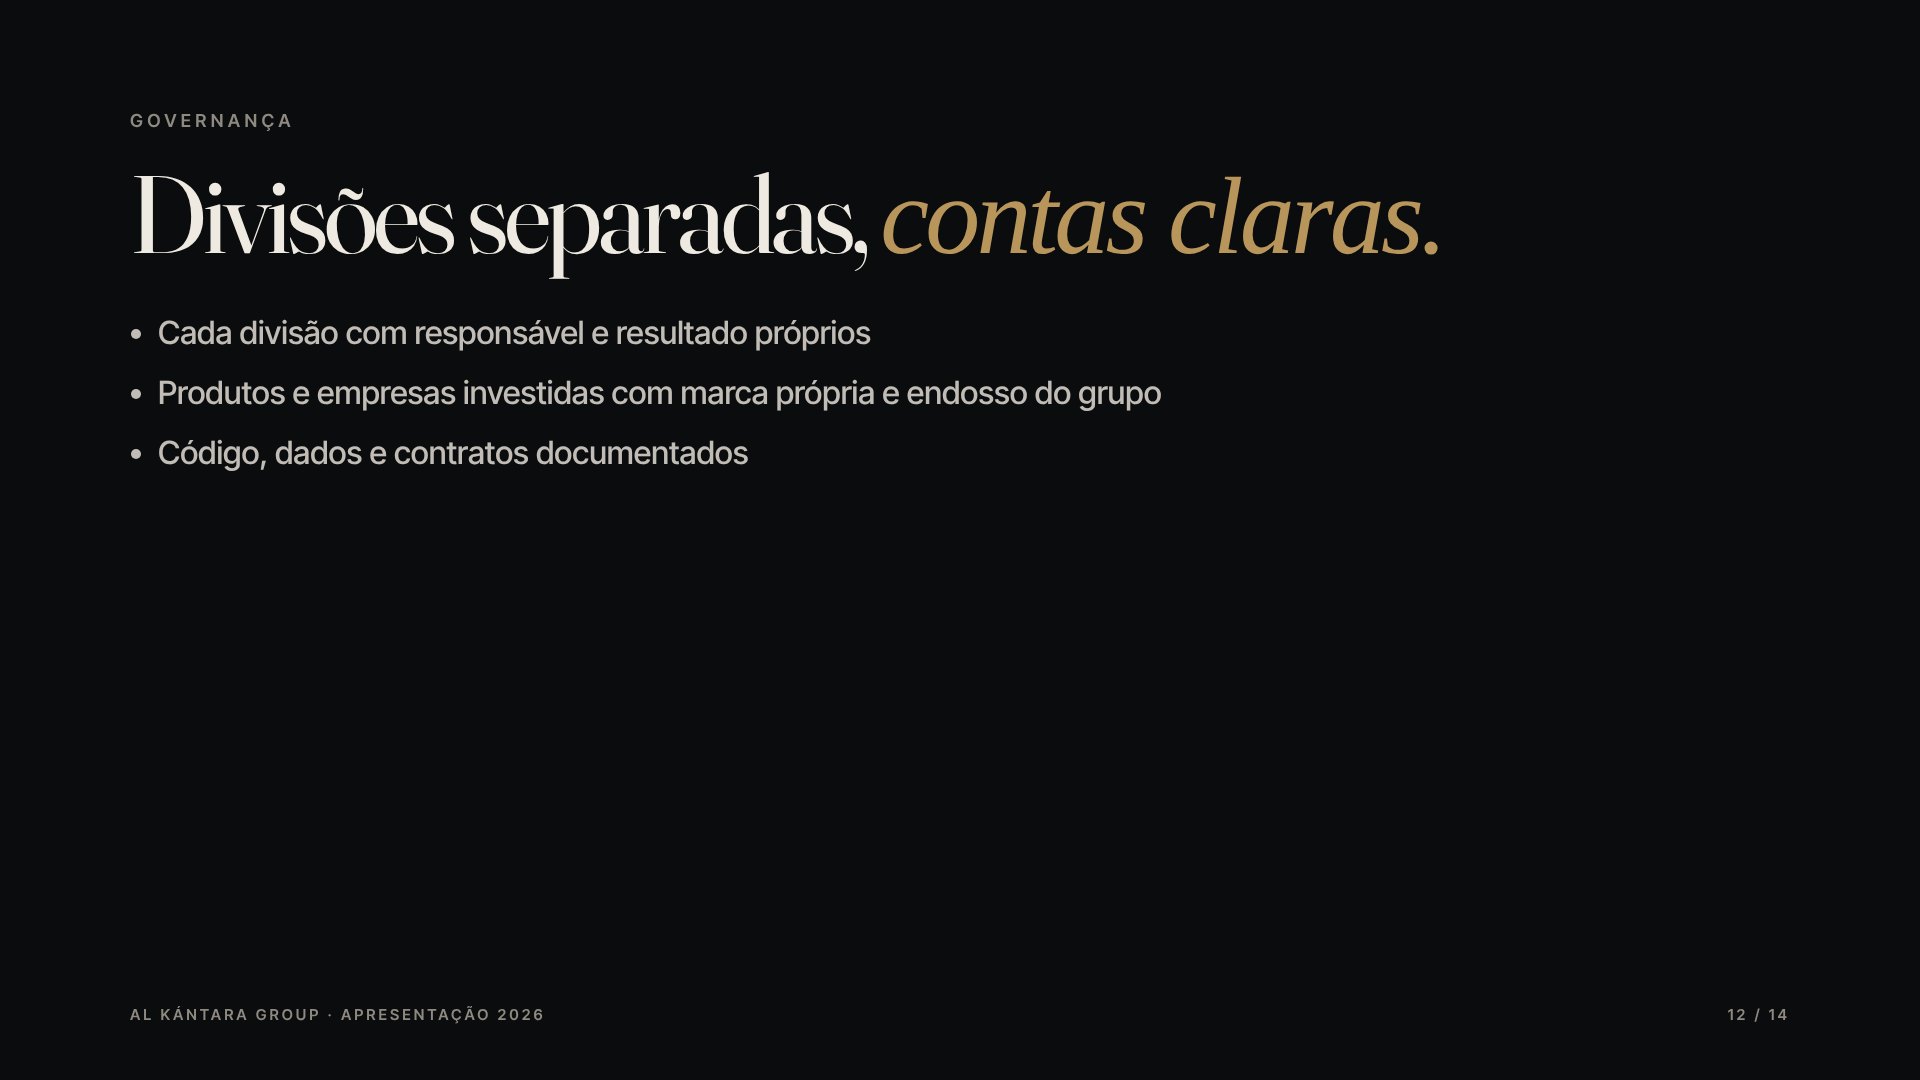 GOVERNANÇA
Divisões separadas, contas claras.
• Cada divisão com responsável e resultado próprios
• Produtos e empresas investidas com marca própria e endosso do grupo
• Código, dados e contratos documentados
AL KÁNTARA GROUP · APRESENTAÇÃO 2026
12 / 14